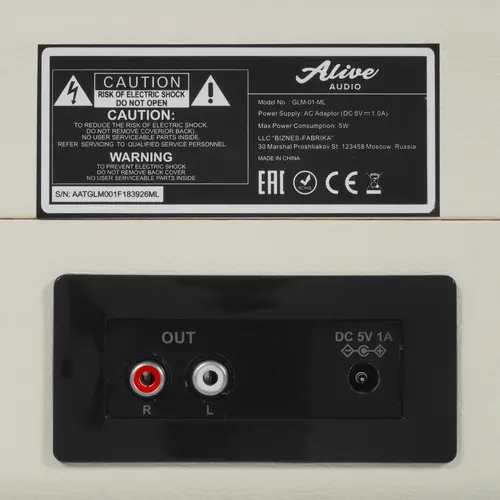 CAUTION
RISK OF ELECTRIC SHOCK
DO NOT OPEN
CAUTION:
TO REDUCE THE RISK OF ELECTRIC SHOCK,
DO NOT REMOVE COVER(OR BACK).
NO USER SERVICEABLE PARTS INSIDE.
REFER SERVICING TO QUALIFIED SERVICE PERSONNEL.
WARNING
TO PREVENT ELECTRIC SHOCK
DO NOT REMOVE BACK COVER
NO USER SERVICEABLE PARTS INSIDE
S/N: AATGLM001F183926ML
Alive
AUDIO
Model No. : GLM-01-ML
Power Supply: AC Adaptor (DC 5V⎓1.0A)
Max Power Consumption: 5W
LLC "BIZNES-FABRIKA"
30 Marshal Proshliakov St. 123458 Moscow. Russia
MADE IN CHINA
EAC
RoHS
CE
OUT
R
L
DC 5V 1A